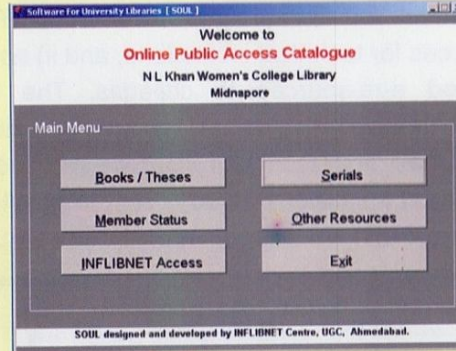 Software For University Libraries [ SOUL ]
Welcome to
Online Public Access Catalogue
N L Khan Women's College Library
Midnapore
Main Menu
Books / Theses
Serials
Member Status
Other Resources
INFLIBNET Access
Exit
SOUL designed and developed by INFLIBNET Centre, UGC, Ahmedabad.